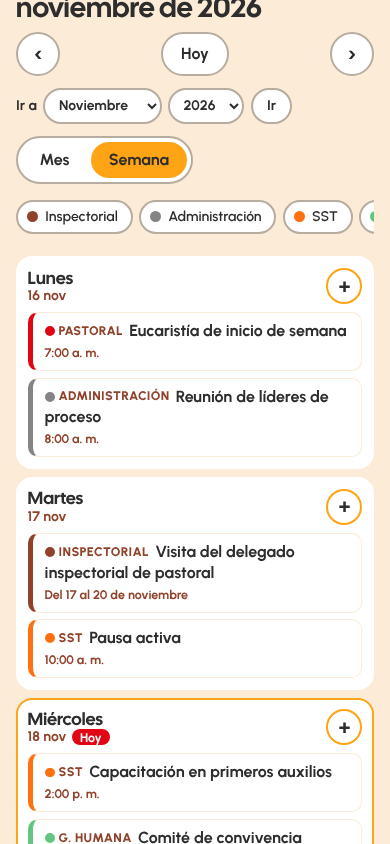 noviembre de 2026
‹
Hoy
›
Ir a
Noviembre
2026
Ir
Mes
Semana
Inspectorial
Administración
SST
Lunes
16 nov
+
PASTORAL Eucaristía de inicio de semana
7:00 a. m.
ADMINISTRACIÓN Reunión de líderes de
proceso
8:00 a. m.
Martes
17 nov
+
INSPECTORIAL Visita del delegado
inspectorial de pastoral
Del 17 al 20 de noviembre
SST Pausa activa
10:00 a. m.
Miércoles
18 nov Hoy
+
SST Capacitación en primeros auxilios
2:00 p. m.
G. HUMANA Comité de convivencia